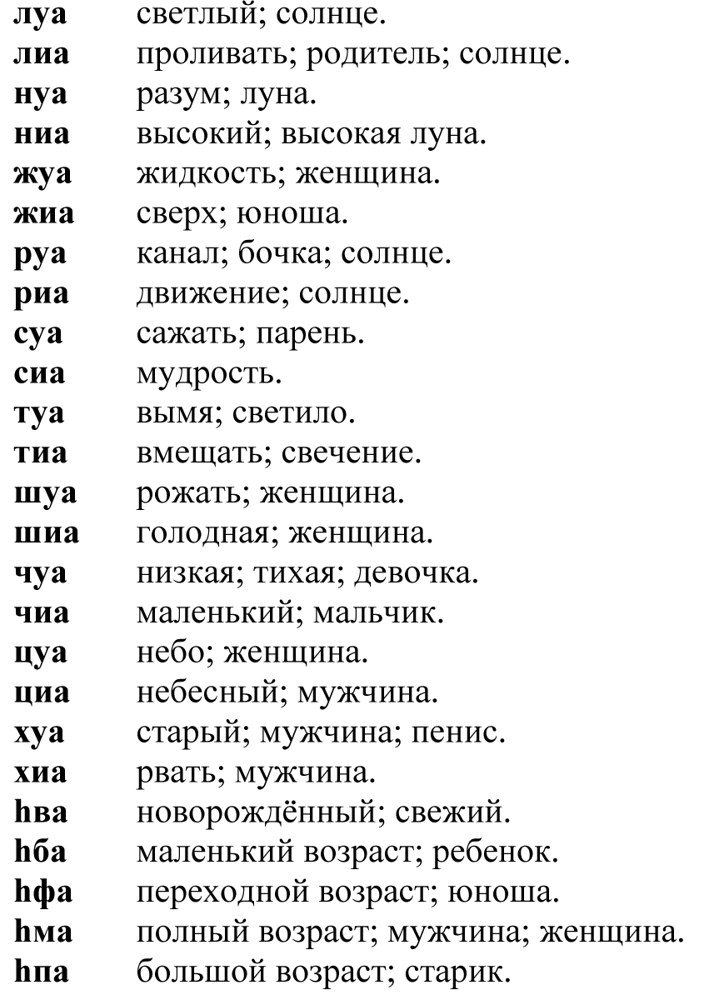 луа светлый; солнце.
лиа проливать; родитель; солнце.
нуа разум; луна.
ниа высокий; высокая луна.
жуа жидкость; женщина.
жиа сверх; юноша.
руа канал; бочка; солнце.
риа движение; солнце.
суа сажать; парень.
сиа мудрость.
туа вымя; светило.
тиа вмещать; свечение.
шуа рожать; женщина.
шиа голодная; женщина.
чуа низкая; тихая; девочка.
чиа маленький; мальчик.
цуа небо; женщина.
циа небесный; мужчина.
хуа старый; мужчина; пенис.
хиа рвать; мужчина.
hва новорождённый; свежий.
hба маленький возраст; ребенок.
hфа переходной возраст; юноша.
hма полный возраст; мужчина; женщина.
hпа большой возраст; старик.